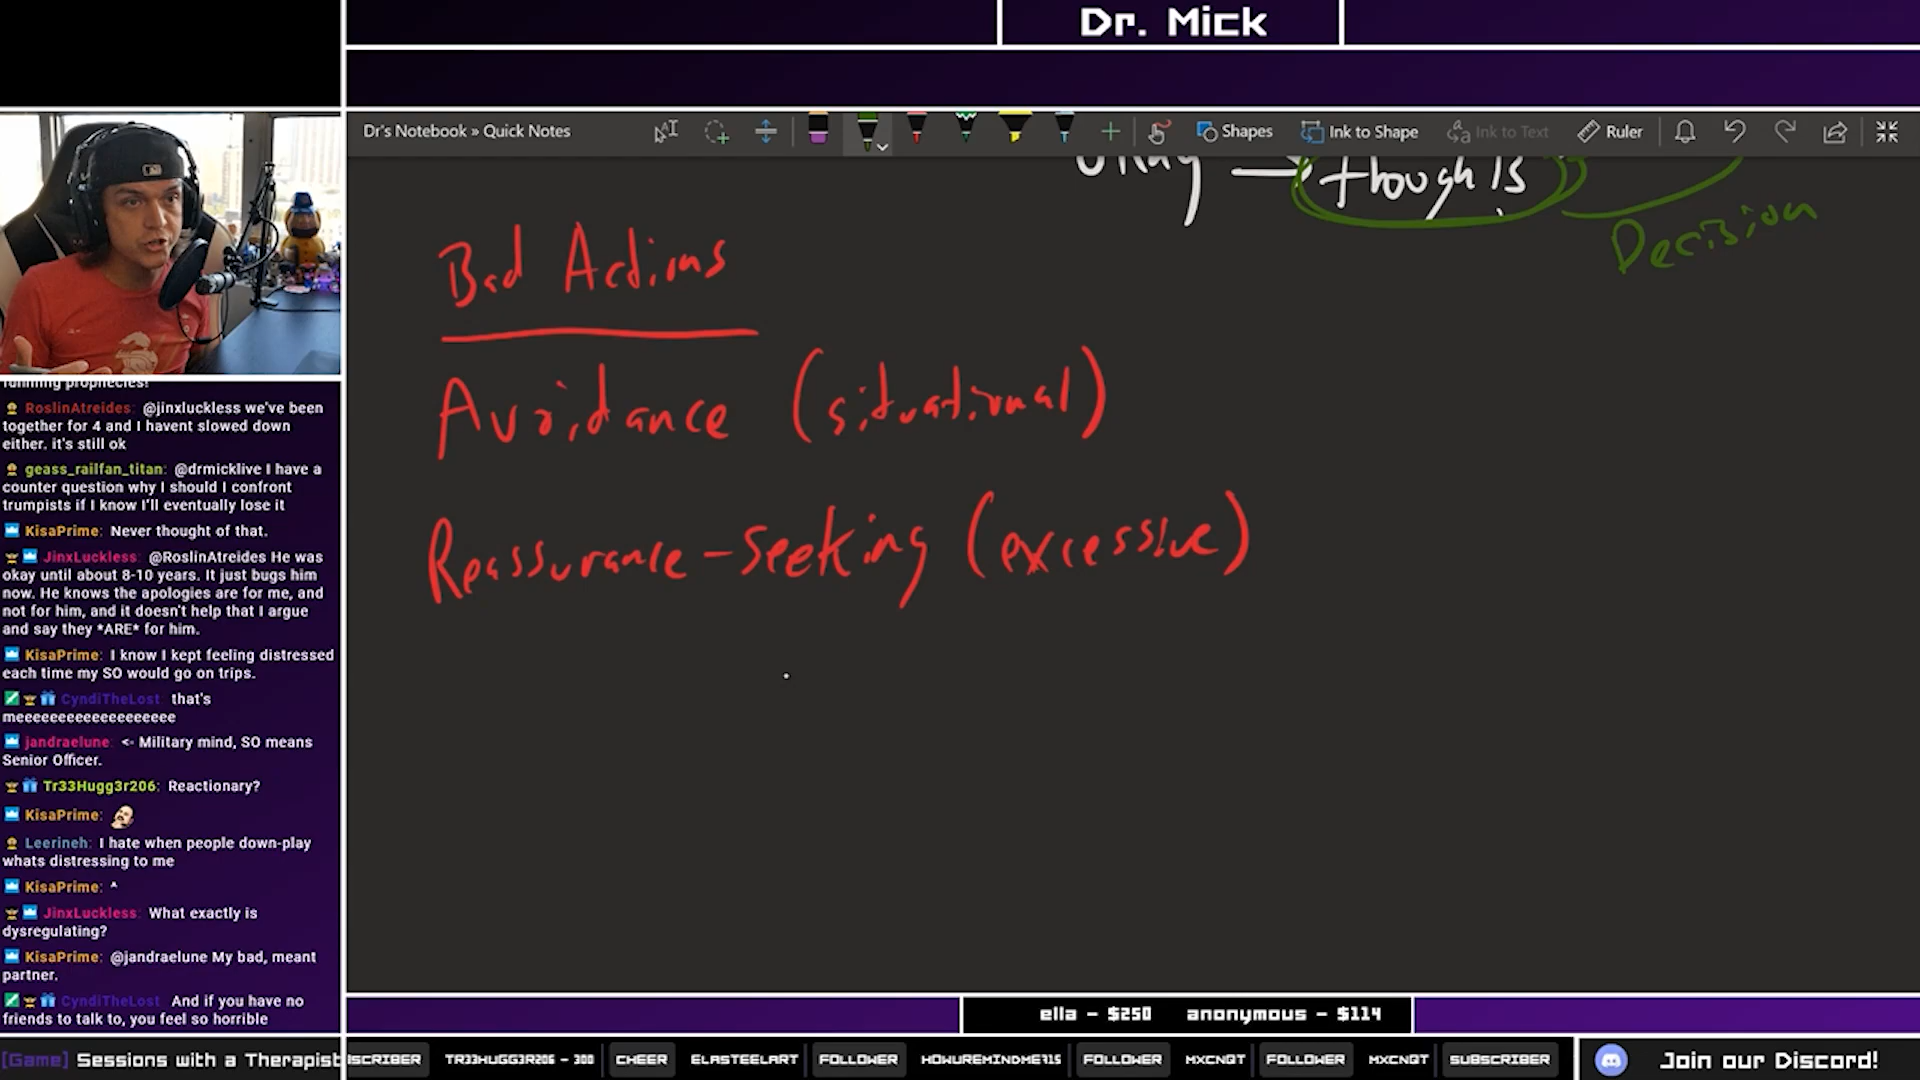 Dr. Mick
Dr's Notebook » Quick Notes
Shapes
Ink to Shape
Ink to Text
Ruler
okay → thoughts
Decision
Bad Actions
Avoidance (situational)
Reassurance-seeking (excessive)
running prophecies!
RoslinAtreides: @jinxluckless we've been
together for 4 and I havent slowed down
either. it's still ok
geass_railfan_titan: @drmicklive I have a
counter question why I should I confront
trumpists if I know I'll eventually lose it
KisaPrime: Never thought of that.
JinxLuckless: @RoslinAtreides He was
okay until about 8-10 years. It just bugs him
now. He knows the apologies are for me, and
not for him, and it doesn't help that I argue
and say they *ARE* for him.
KisaPrime: I know I kept feeling distressed
each time my SO would go on trips.
CyndiTheLost: that's
meeeeeeeeeeeeeeeeeee
jandraelune: <- Military mind, SO means
Senior Officer.
Tr33Hugg3r206: Reactionary?
KisaPrime:
Leerineh: I hate when people down-play
whats distressing to me
KisaPrime: ^
JinxLuckless: What exactly is
dysregulating?
KisaPrime: @jandraelune My bad, meant
partner.
CyndiTheLost: And if you have no
friends to talk to, you feel so horrible
ella - $250 anonymous - $114
[Game] Sessions with a Therapist
SCRIBER TR33HUGG3R206 - 300 CHEER ELASTEELART FOLLOWER HOWUREMINDME715 FOLLOWER MXCNQT FOLLOWER MXCNQT SUBSCRIBER
Join our Discord!